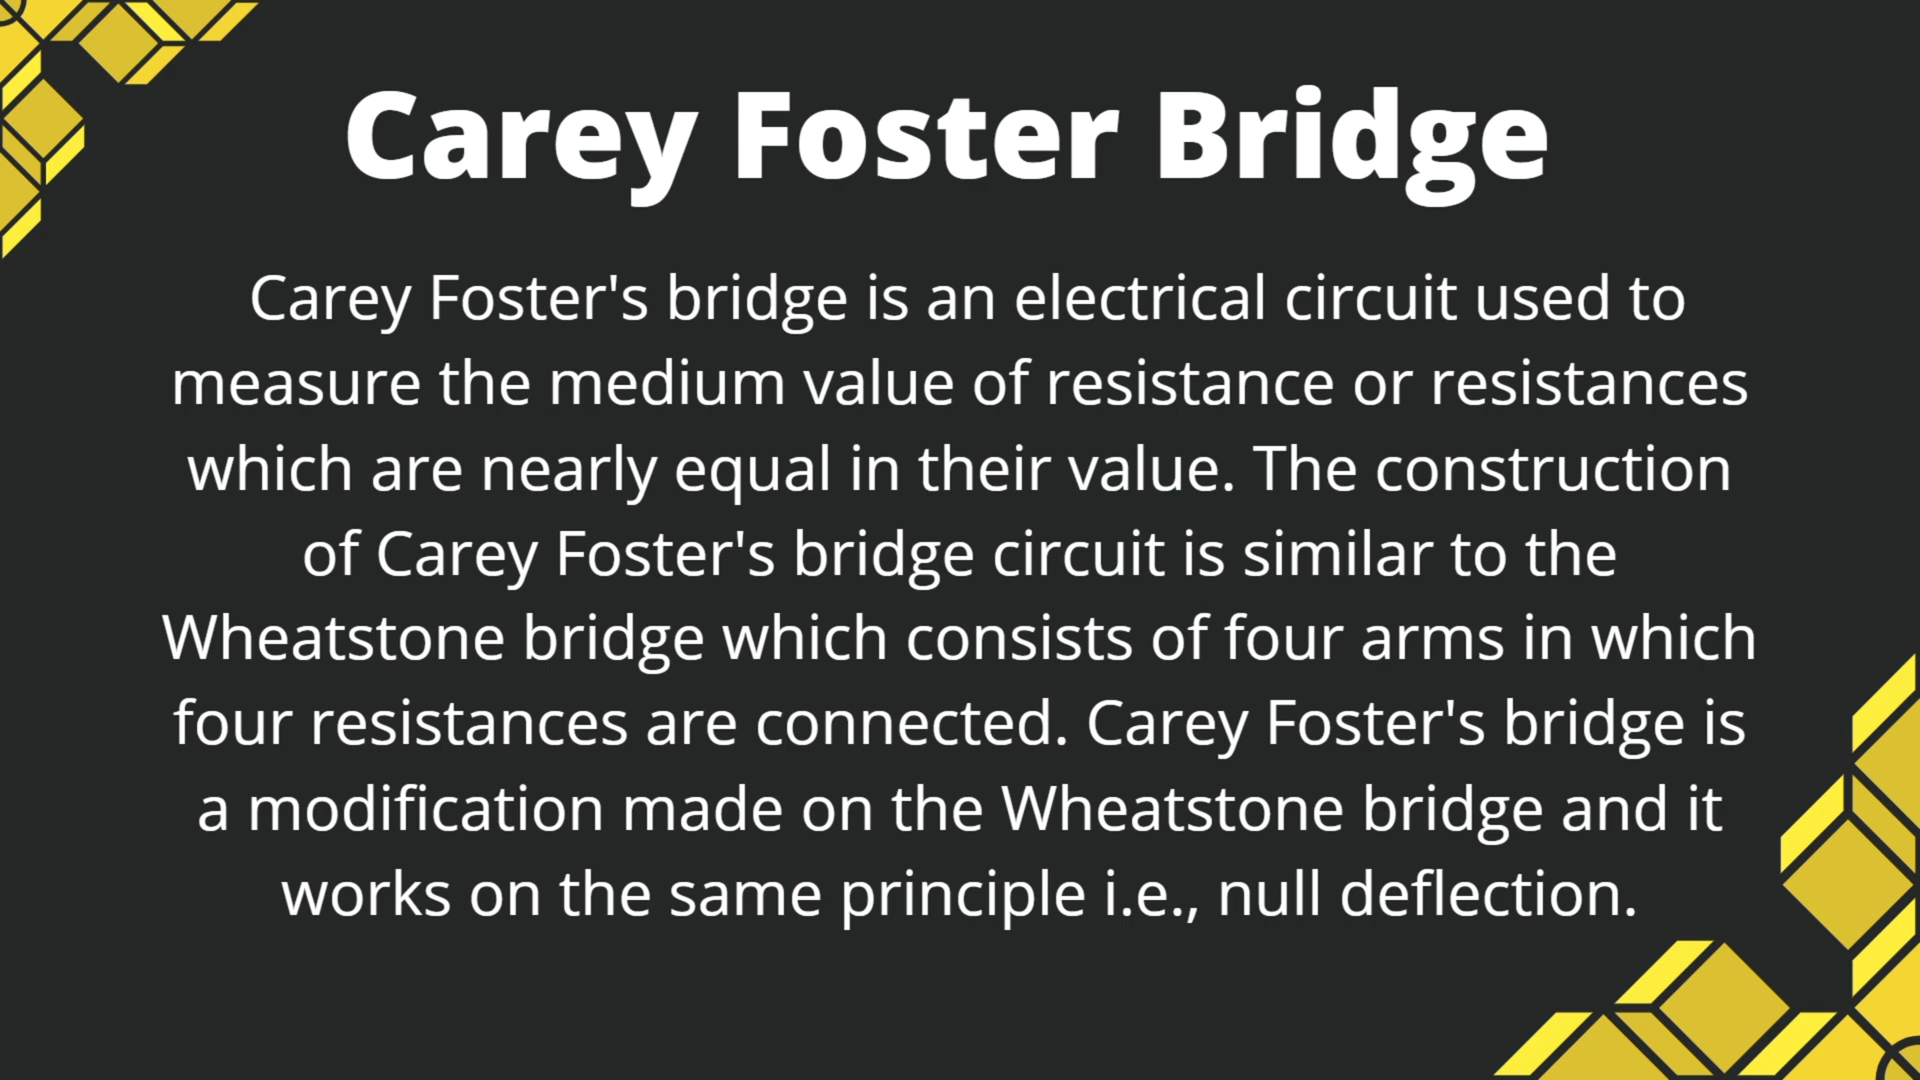 Carey Foster Bridge
Carey Foster's bridge is an electrical circuit used to
measure the medium value of resistance or resistances
which are nearly equal in their value. The construction
of Carey Foster's bridge circuit is similar to the
Wheatstone bridge which consists of four arms in which
four resistances are connected. Carey Foster's bridge is
a modification made on the Wheatstone bridge and it
works on the same principle i.e., null deflection.